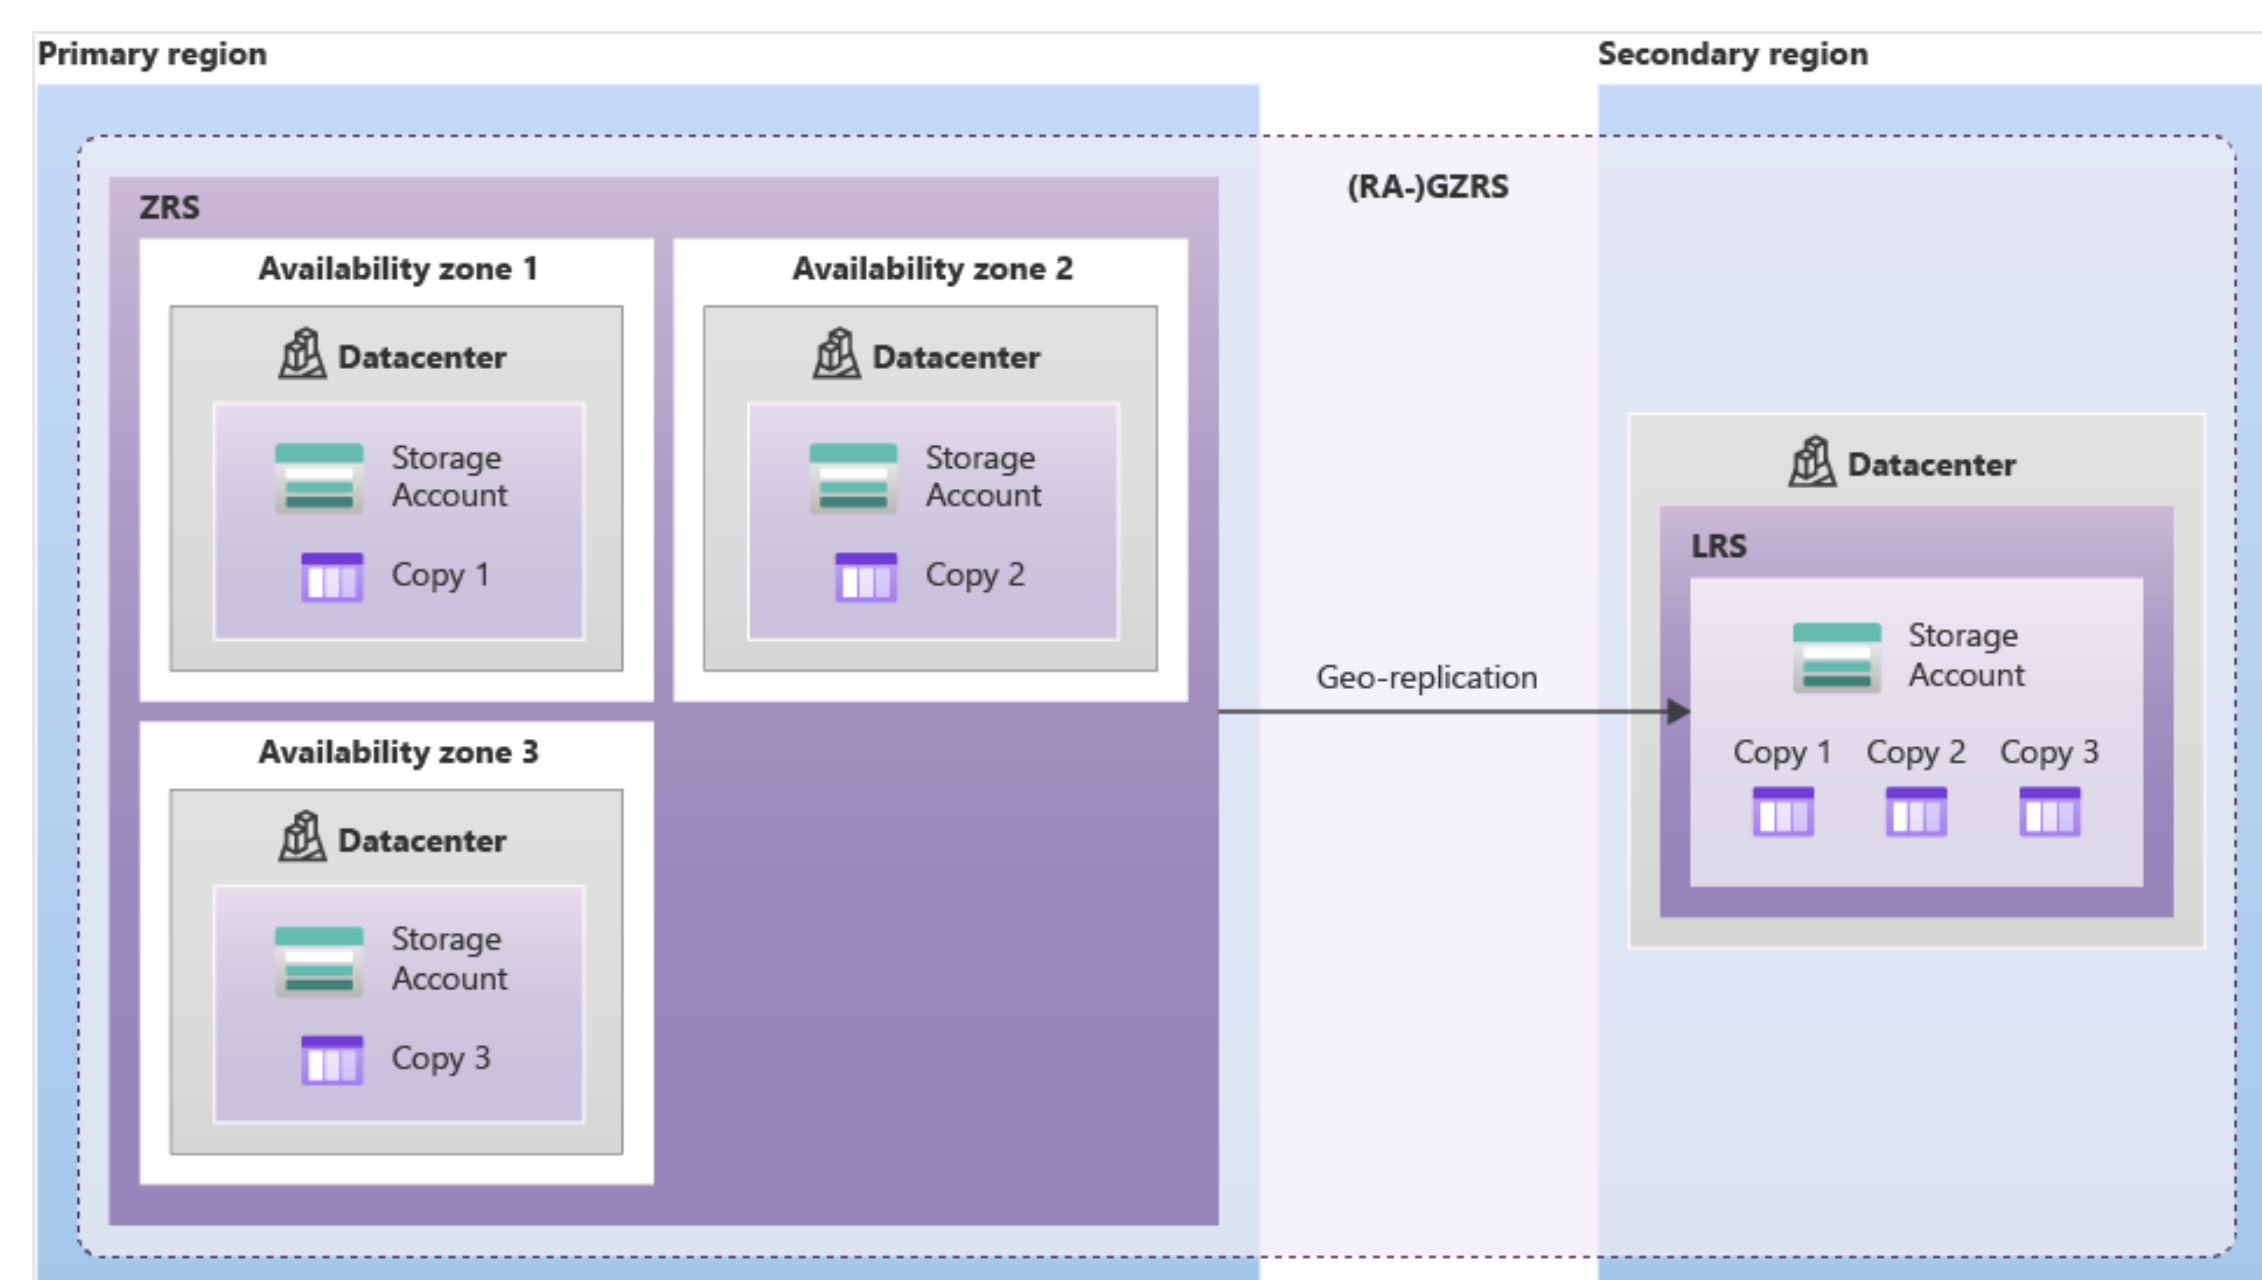 Primary region
Secondary region
(RA-)GZRS
ZRS
Availability zone 1
Datacenter
Storage
Account
Copy 1
Availability zone 2
Datacenter
Storage
Account
Copy 2
Availability zone 3
Datacenter
Storage
Account
Copy 3
Geo-replication
Datacenter
LRS
Storage
Account
Copy 1 Copy 2 Copy 3